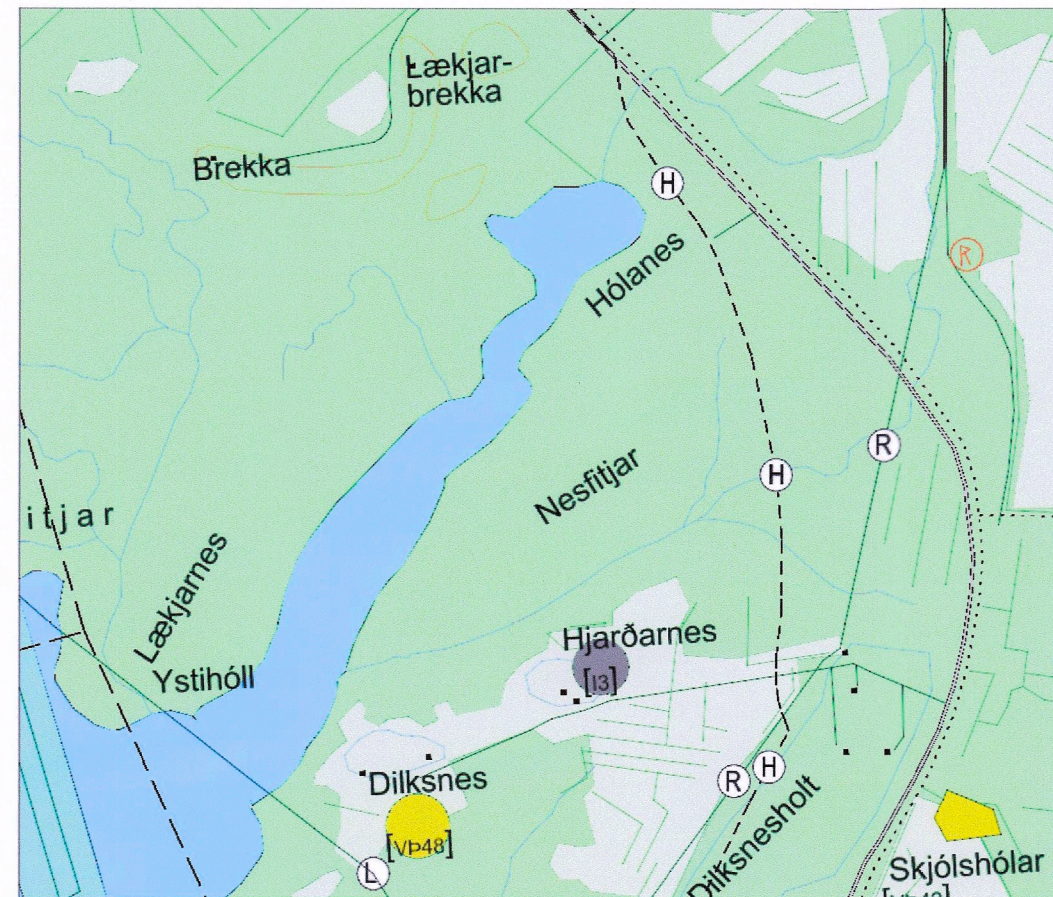 Lækjar-
brekka
Brekka
H
Hólanes
R
R
H
Nesfitjar
itjar
Lækjarnes
Ystihóll
Hjarðarnes
[I3]
R
H
Dilksnes
[VÞ48]
L
Dilksnesholt
Skjólshólar